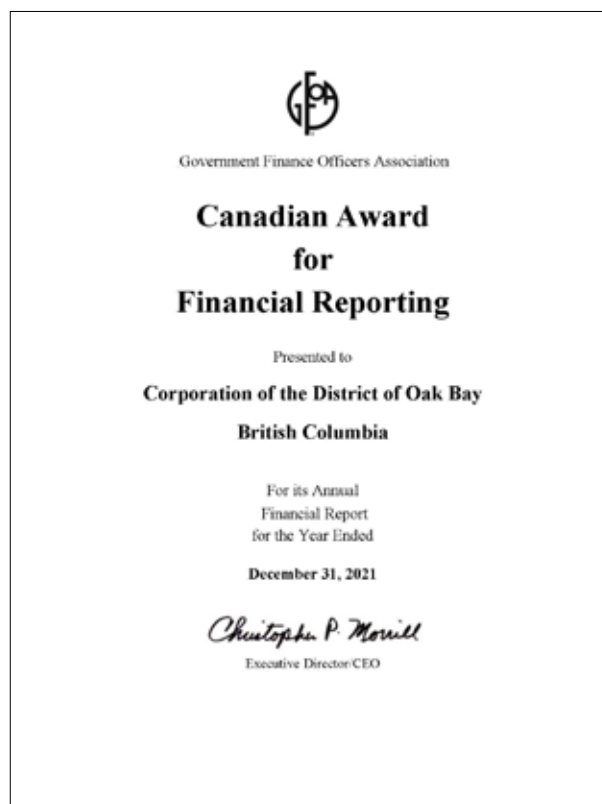 GFOA
Government Finance Officers Association
Canadian Award
for
Financial Reporting
Presented to
Corporation of the District of Oak Bay
British Columbia
For its Annual
Financial Report
for the Year Ended
December 31, 2021
Christopher P. Morrill
Executive Director/CEO